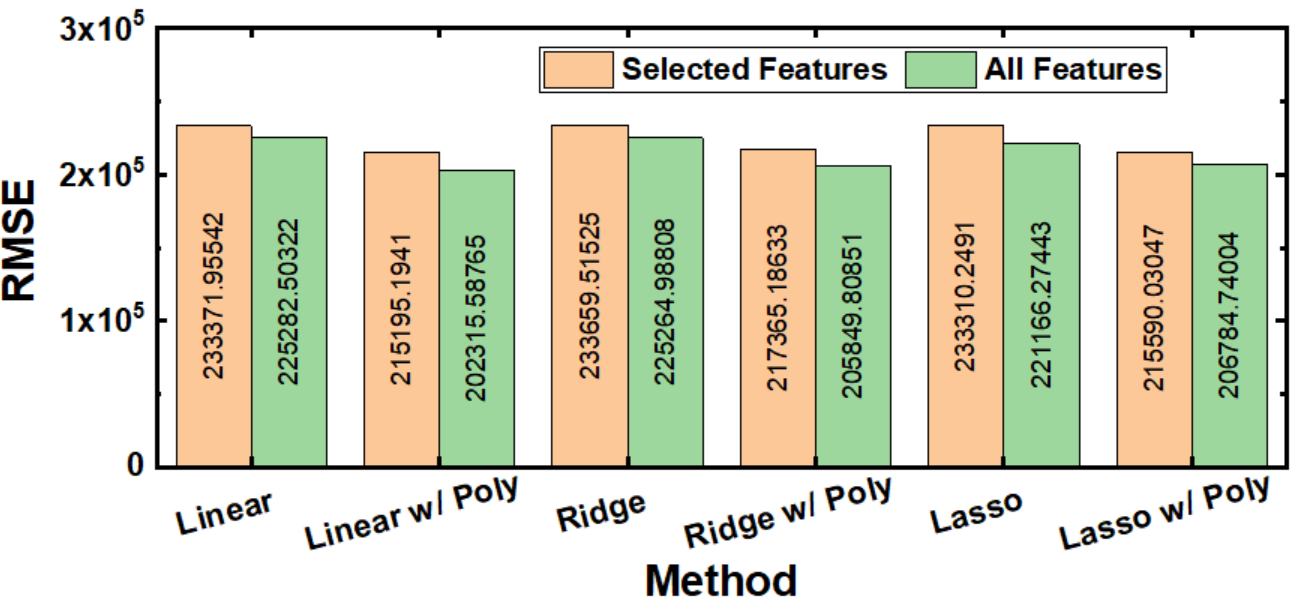 3x10⁵
Selected Features All Features
2x10⁵
1x10⁵
0
RMSE
233371.95542
225282.50322
215195.1941
202315.58765
233659.51525
225264.98808
217365.18633
205849.80851
233310.2491
221166.27443
215590.03047
206784.74004
Linear
Linear w/ Poly
Ridge
Ridge w/ Poly
Lasso
Lasso w/ Poly
Method